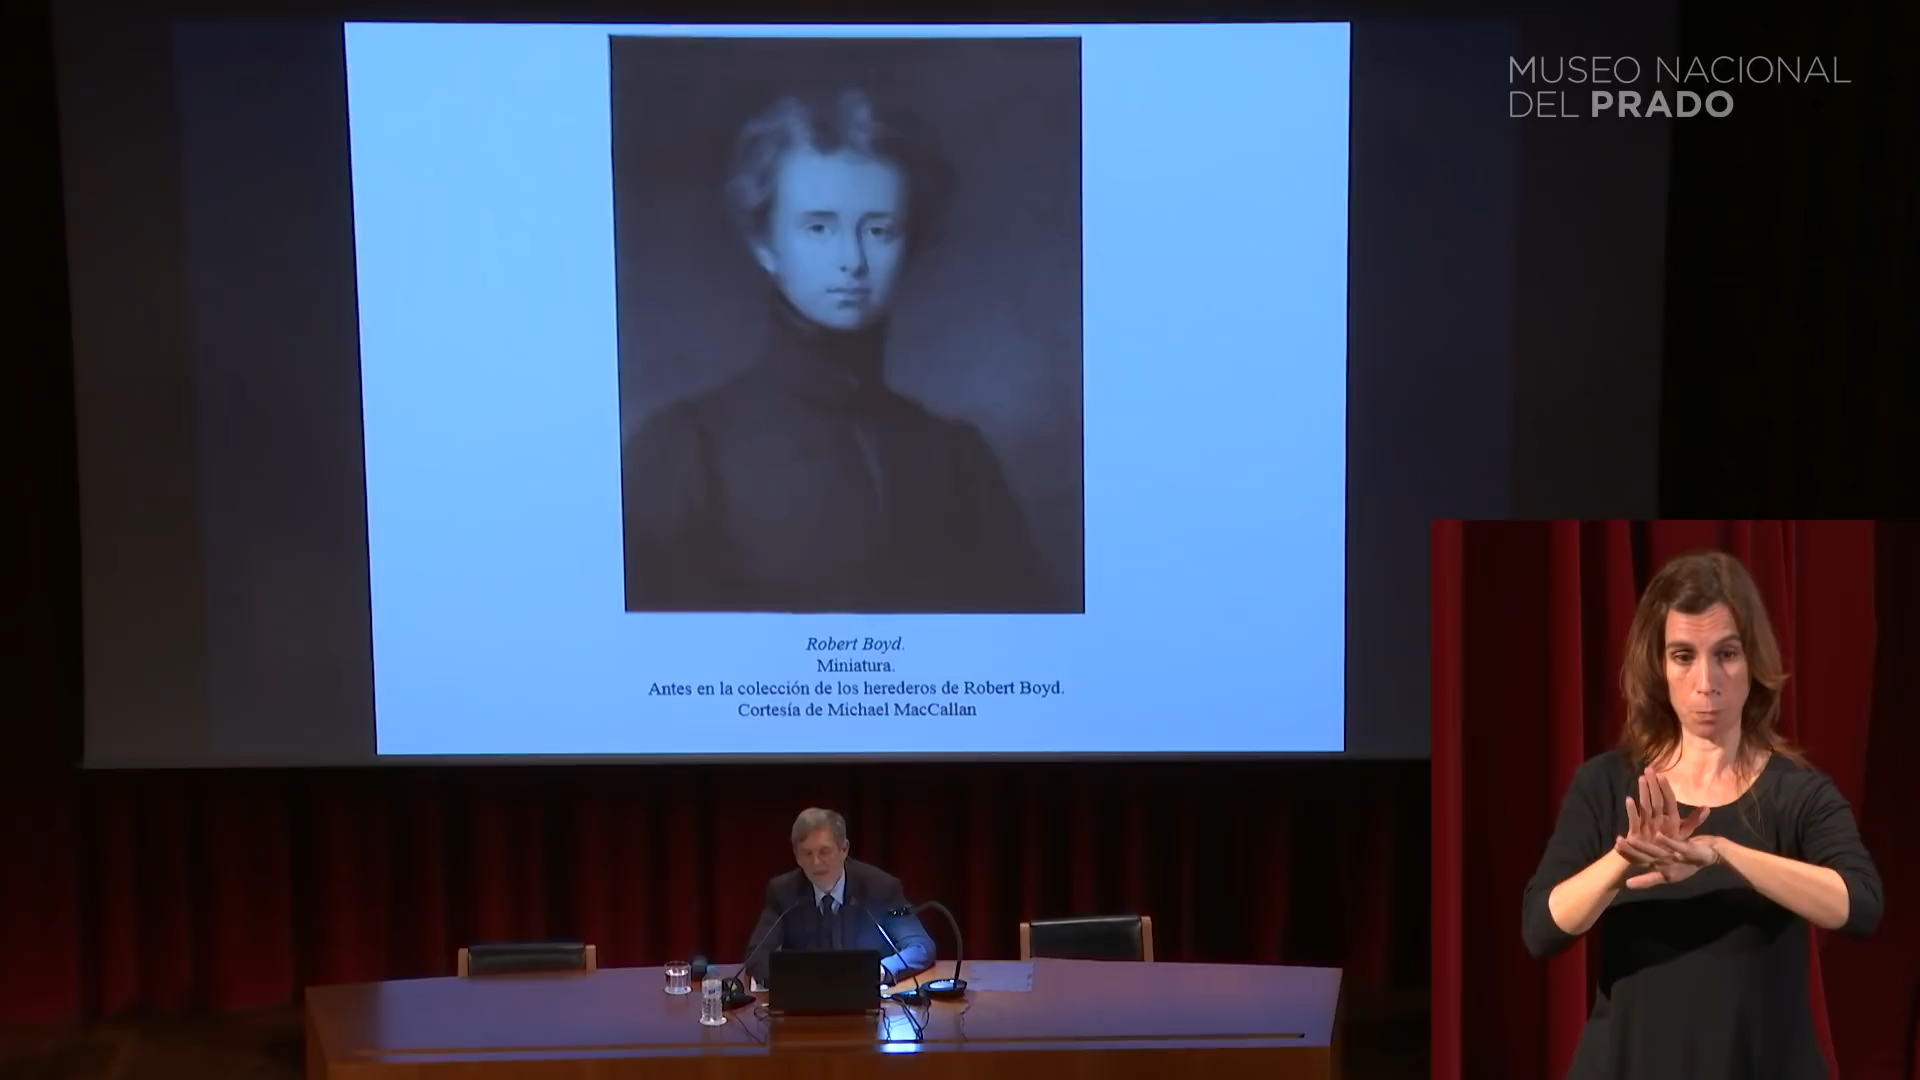 MUSEO NACIONAL
DEL PRADO
Robert Boyd.
Miniatura.
Antes en la colección de los herederos de Robert Boyd.
Cortesía de Michael MacCallan